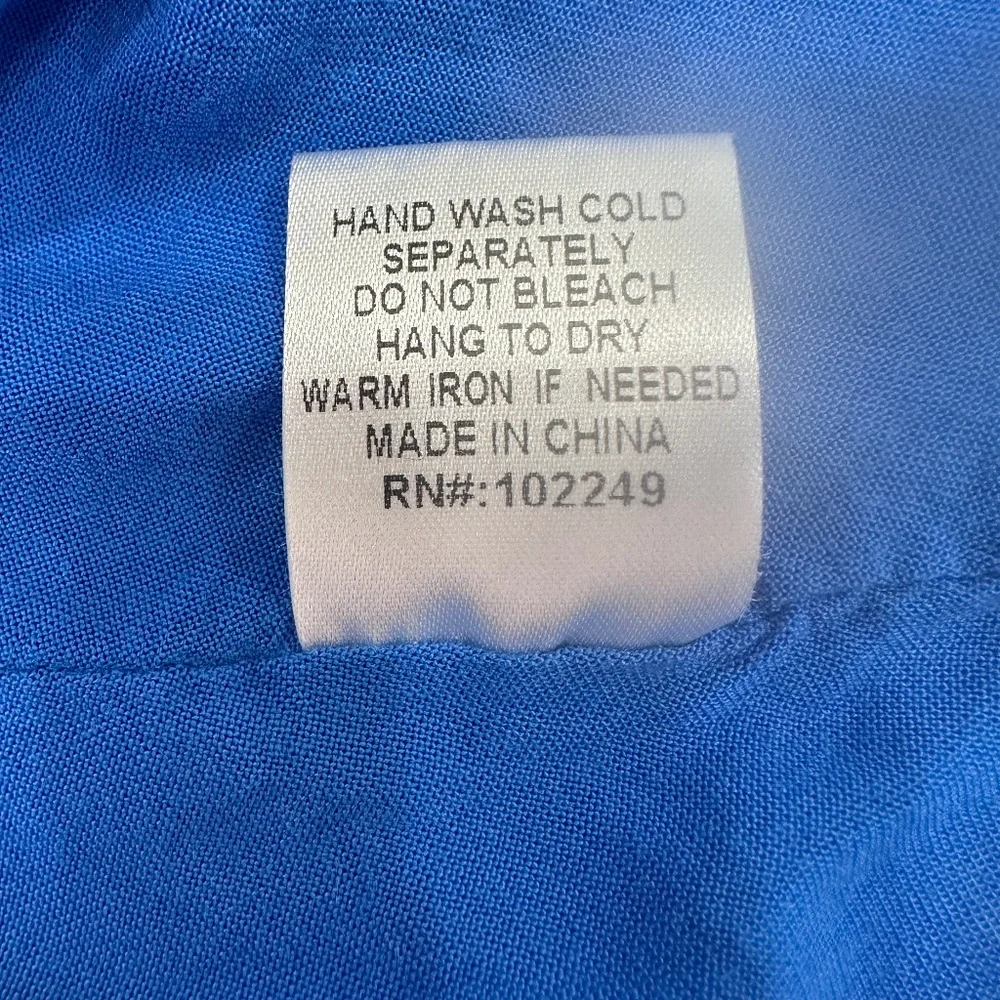 HAND WASH COLD
SEPARATELY
DO NOT BLEACH
HANG TO DRY
WARM IRON IF NEEDED
MADE IN CHINA
RN#:102249